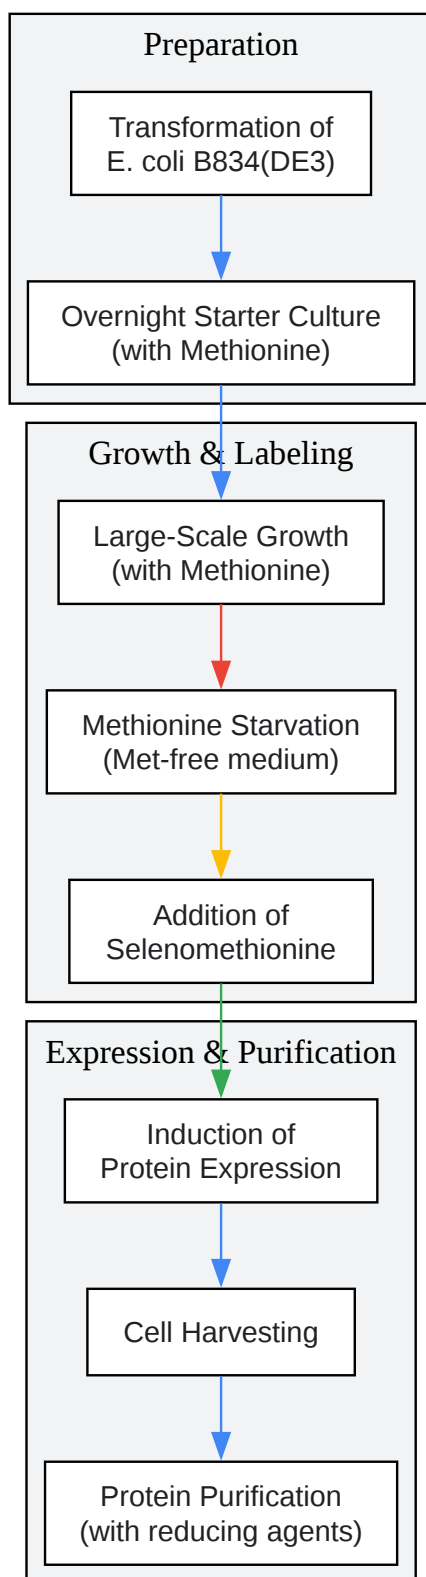 Preparation
Transformation of
E. coli B834(DE3)
Overnight Starter Culture
(with Methionine)
Growth & Labeling
Large-Scale Growth
(with Methionine)
Methionine Starvation
(Met-free medium)
Addition of
Selenomethionine
Expression & Purification
Induction of
Protein Expression
Cell Harvesting
Protein Purification
(with reducing agents)